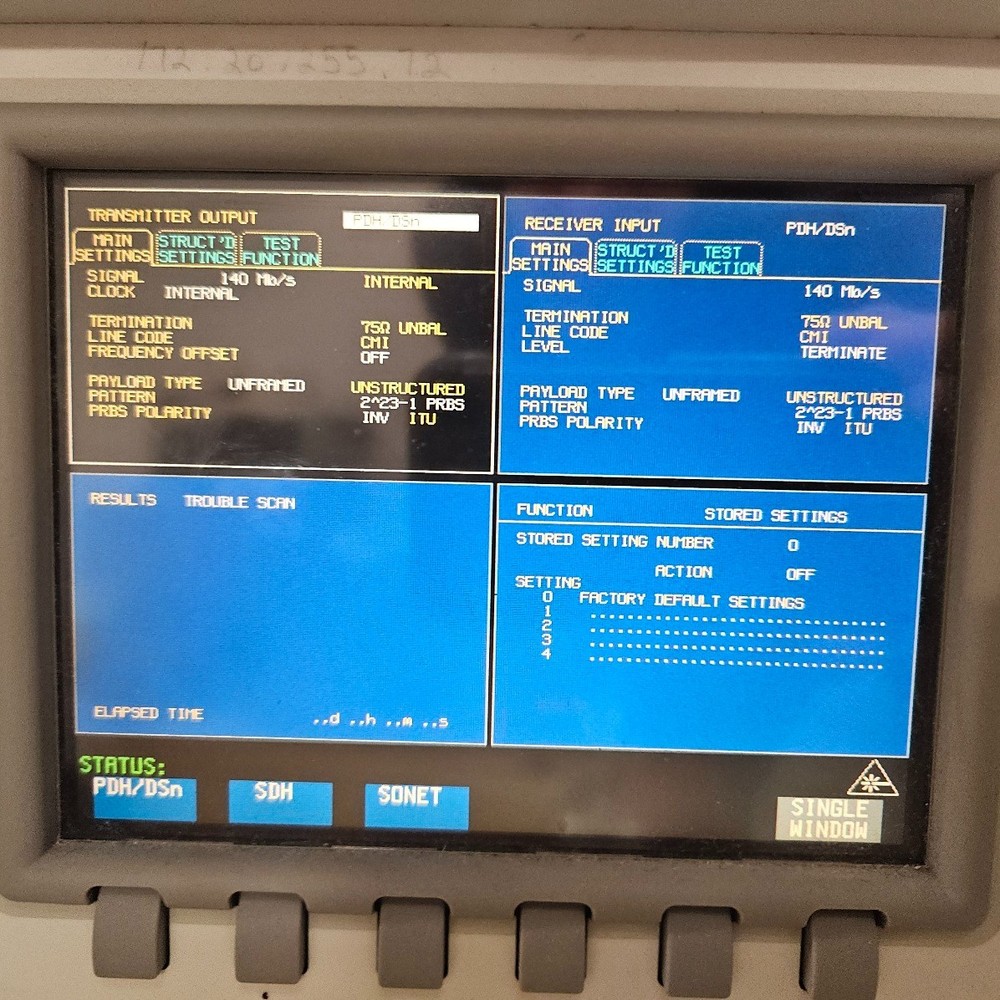 172.20.255.72
TRANSMITTER OUTPUT PDH/DSn
MAIN SETTINGS STRUCT'D SETTINGS TEST FUNCTION
SIGNAL 140 Mb/s INTERNAL
CLOCK INTERNAL
TERMINATION 75Ω UNBAL
LINE CODE CMI
FREQUENCY OFFSET OFF
PAYLOAD TYPE UNFRAMED UNSTRUCTURED
PATTERN 2^23-1 PRBS
PRBS POLARITY INV ITU
RECEIVER INPUT PDH/DSn
MAIN SETTINGS STRUCT'D SETTINGS TEST FUNCTION
SIGNAL 140 Mb/s
TERMINATION 75Ω UNBAL
LINE CODE CMI
LEVEL TERMINATE
PAYLOAD TYPE UNFRAMED UNSTRUCTURED
PATTERN 2^23-1 PRBS
PRBS POLARITY INV ITU
RESULTS TROUBLE SCAN
ELAPSED TIME ..d ..h ..m ..s
FUNCTION STORED SETTINGS
STORED SETTING NUMBER 0
ACTION OFF
SETTING
0 FACTORY DEFAULT SETTINGS
1 ................................
2 ................................
3 ................................
4 ................................
STATUS:
PDH/DSn SDH SONET SINGLE WINDOW